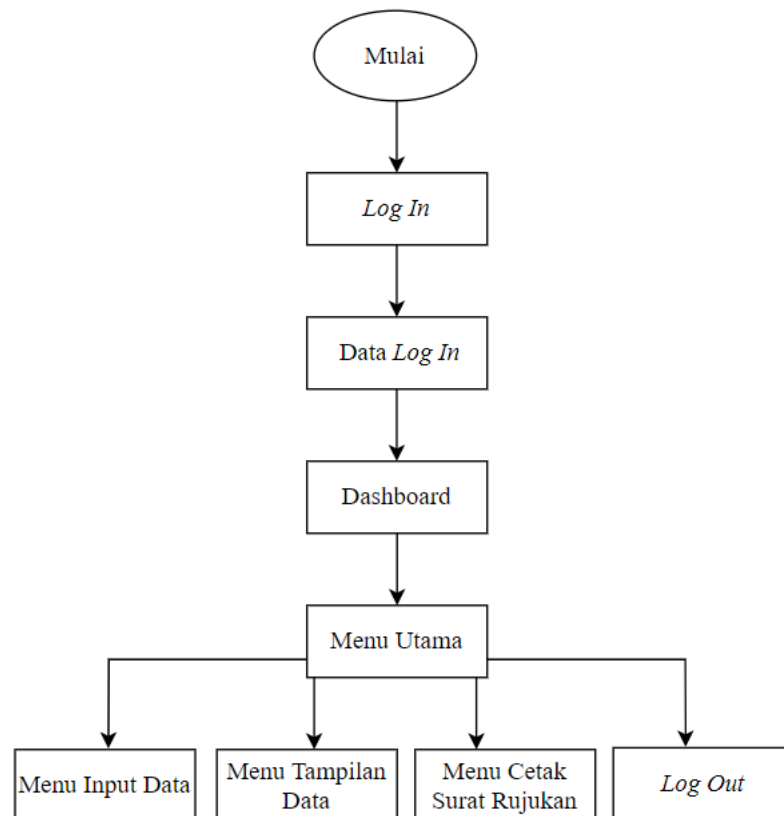 Mulai
Log In
Data Log In
Dashboard
Menu Utama
Menu Input Data
Menu Tampilan
Data
Menu Cetak
Surat Rujukan
Log Out